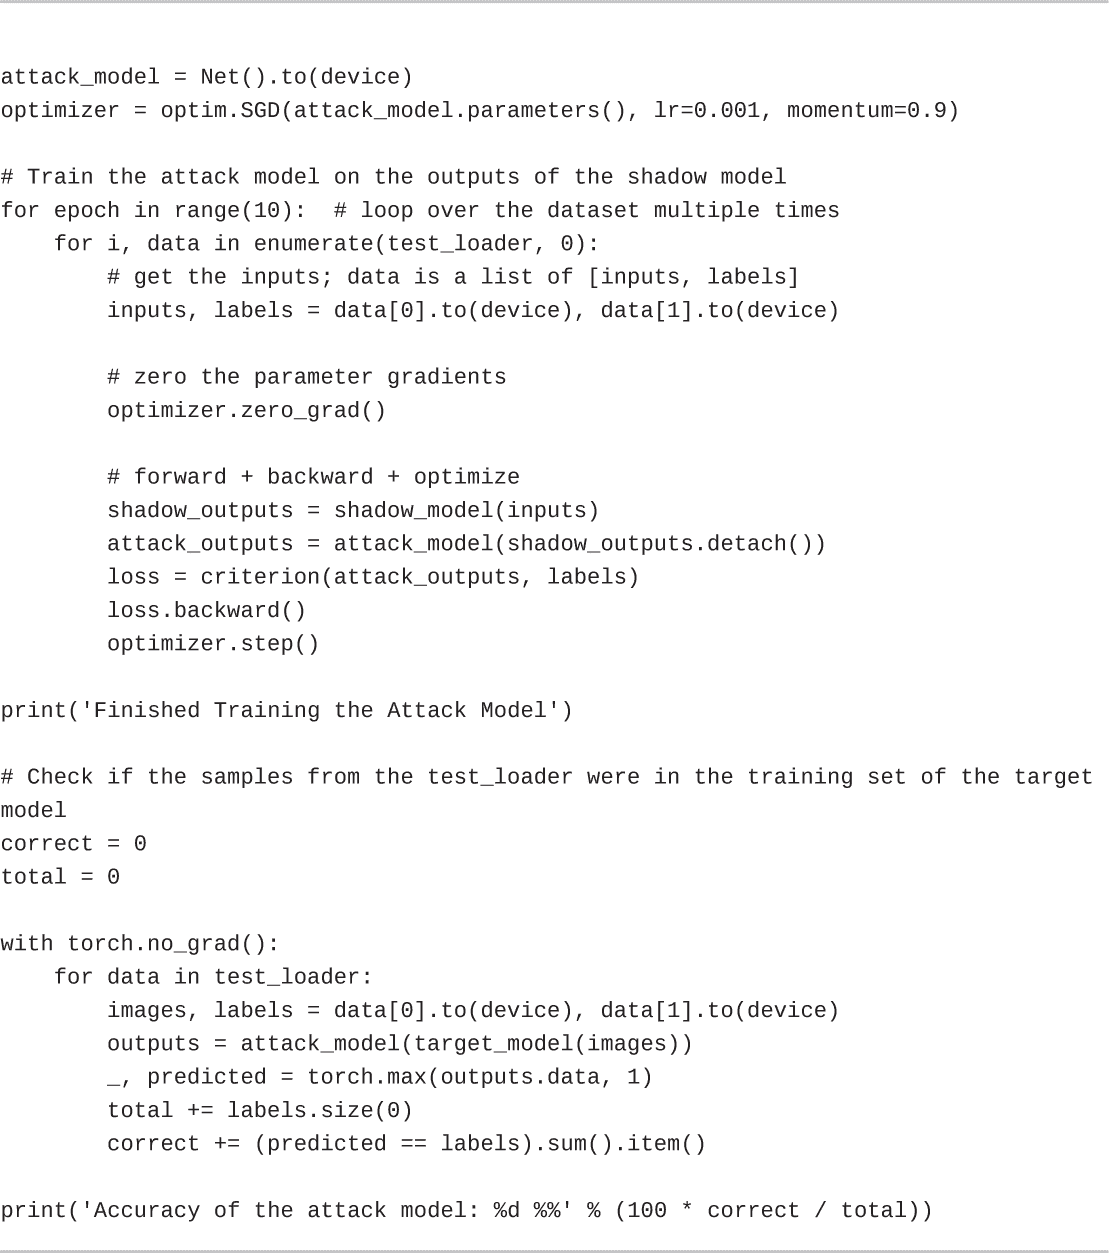 attack_model = Net().to(device)
optimizer = optim.SGD(attack_model.parameters(), lr=0.001, momentum=0.9)

# Train the attack model on the outputs of the shadow model
for epoch in range(10):  # loop over the dataset multiple times
    for i, data in enumerate(test_loader, 0):
        # get the inputs; data is a list of [inputs, labels]
        inputs, labels = data[0].to(device), data[1].to(device)

        # zero the parameter gradients
        optimizer.zero_grad()

        # forward + backward + optimize
        shadow_outputs = shadow_model(inputs)
        attack_outputs = attack_model(shadow_outputs.detach())
        loss = criterion(attack_outputs, labels)
        loss.backward()
        optimizer.step()

print('Finished Training the Attack Model')

# Check if the samples from the test_loader were in the training set of the target
model
correct = 0
total = 0

with torch.no_grad():
    for data in test_loader:
        images, labels = data[0].to(device), data[1].to(device)
        outputs = attack_model(target_model(images))
        _, predicted = torch.max(outputs.data, 1)
        total += labels.size(0)
        correct += (predicted == labels).sum().item()

print('Accuracy of the attack model: %d %%' % (100 * correct / total))